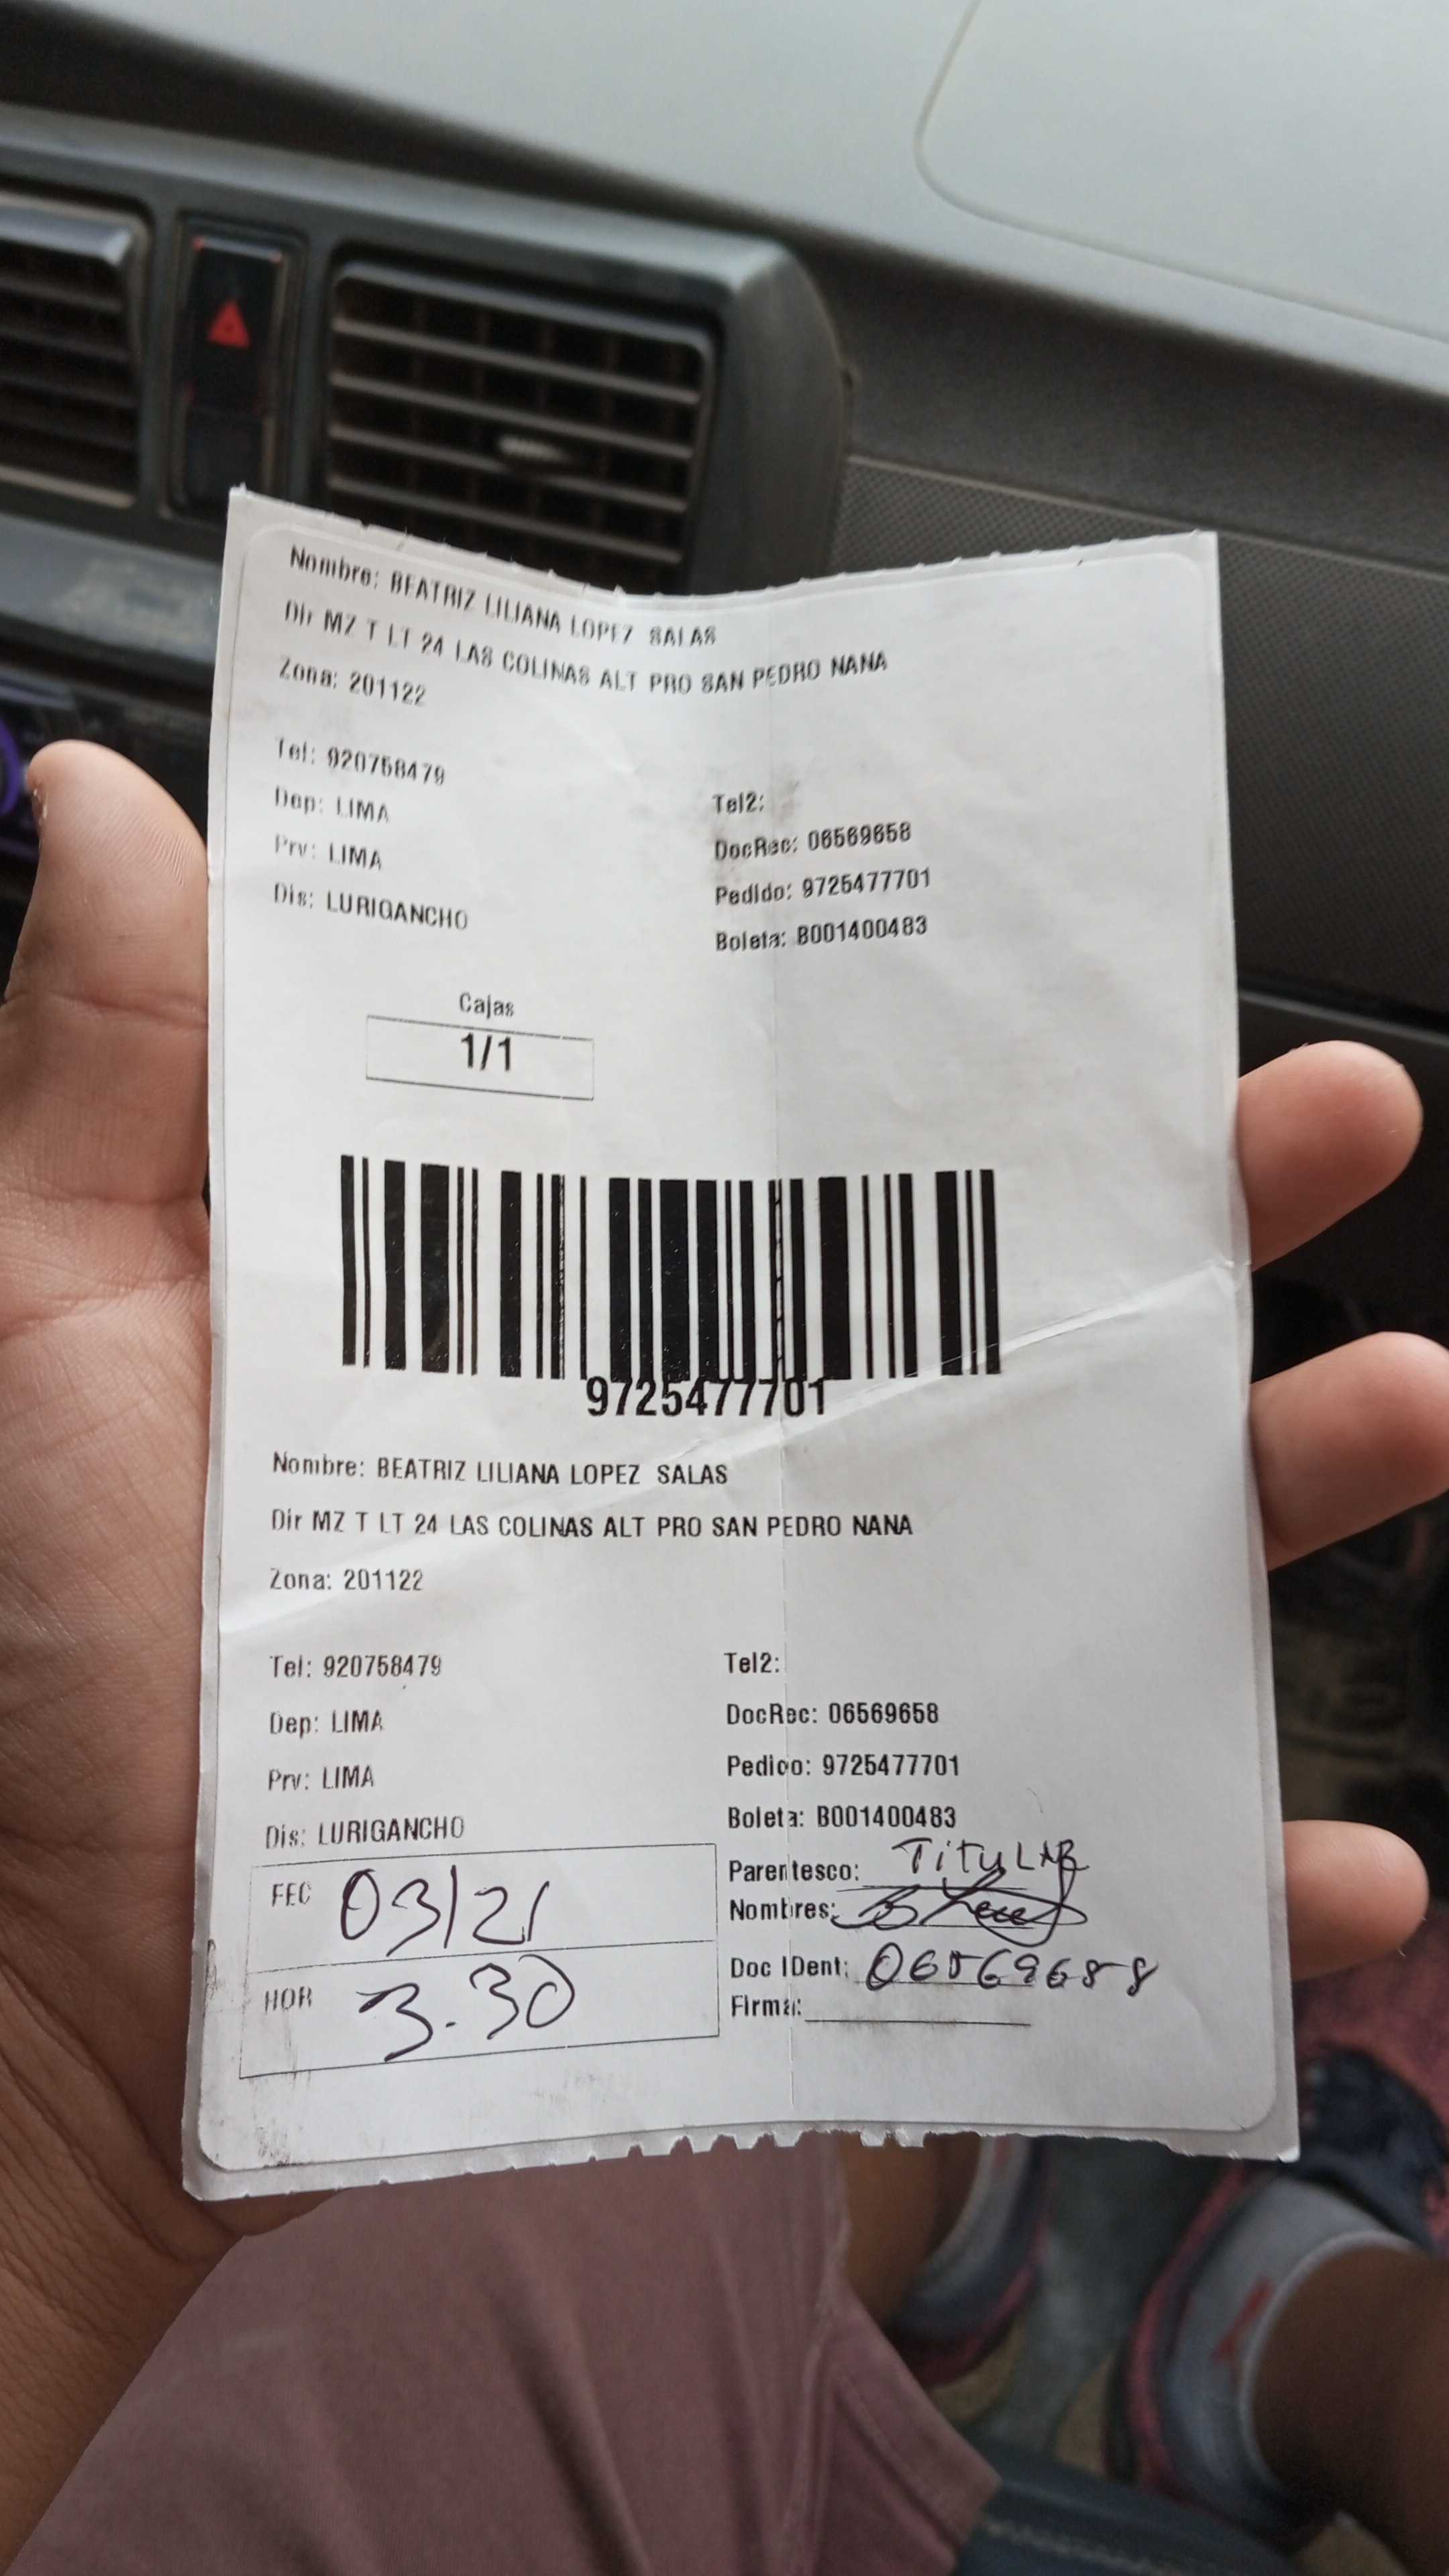 Nombre: BEATRIZ LILIANA LOPEZ SALAS
Dir MZ T LT 24 LAS COLINAS ALT PRO SAN PEDRO NANA
Zona: 201122
Tel: 920758479
Tel2:
Dep: LIMA
DocRec: 06569658
Prv: LIMA
Pedido: 9725477701
Dis: LURIGANCHO
Boleta: B001400483
Cajas
1/1
9725477701
Nombre: BEATRIZ LILIANA LOPEZ SALAS
Dir MZ T LT 24 LAS COLINAS ALT PRO SAN PEDRO NANA
Zona: 201122
Tel: 920758479
Tel2:
Dep: LIMA
DocRec: 06569658
Prv: LIMA
Pedido: 9725477701
Dis: LURIGANCHO
Boleta: B001400483
FEC 03/21
Parentesco: TiTuLAR
Nombres:
HOR 3.30
Doc IDent: 06569658
Firma: